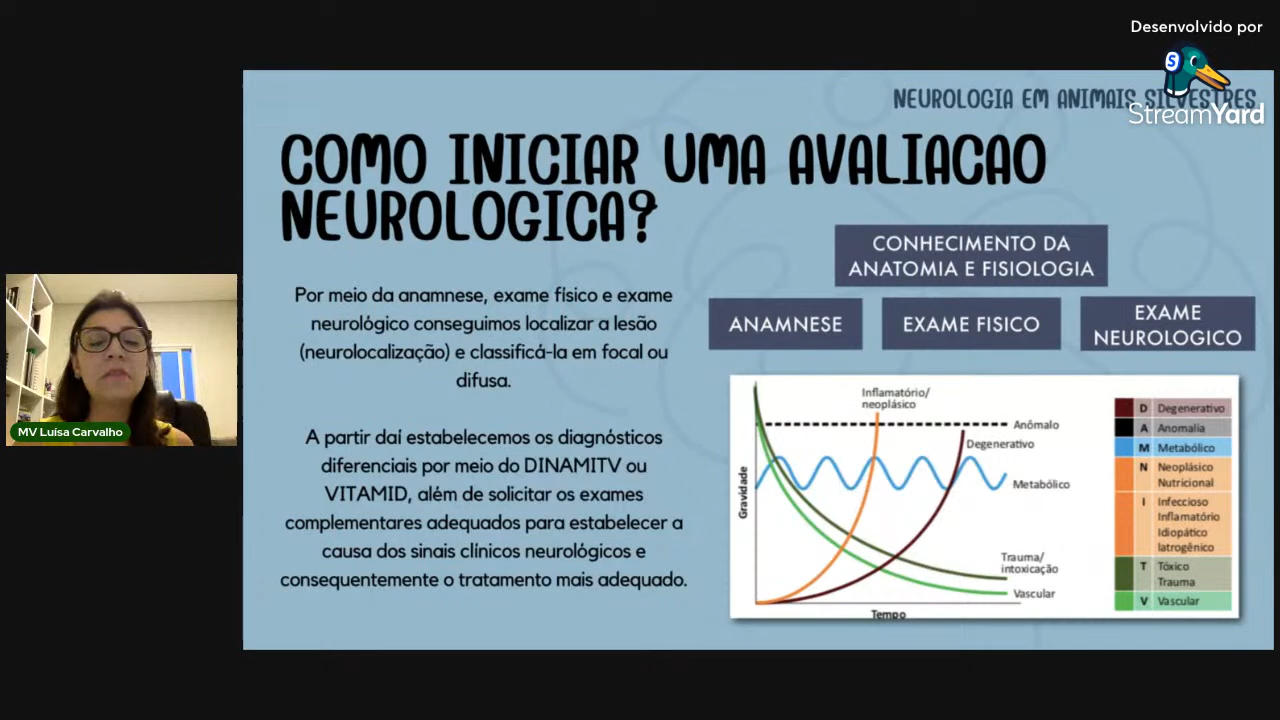 Desenvolvido por
StreamYard
NEUROLOGIA EM ANIMAIS SILVESTRES
COMO INICIAR UMA AVALIACAO
NEUROLOGICA?
Por meio da anamnese, exame físico e exame
neurológico conseguimos localizar a lesão
(neurolocalização) e classificá-la em focal ou
difusa.
A partir daí estabelecemos os diagnósticos
diferenciais por meio do DINAMITV ou
VITAMID, além de solicitar os exames
complementares adequados para estabelecer a
causa dos sinais clínicos neurológicos e
consequentemente o tratamento mais adequado.
CONHECIMENTO DA
ANATOMIA E FISIOLOGIA
ANAMNESE
EXAME FISICO
EXAME
NEUROLOGICO
Inflamatório/
neoplásico
Anômalo
Degenerativo
Metabólico
Trauma/
intoxicação
Vascular
Gravidade
Tempo
D Degenerativo
A Anomalia
M Metabólico
N Neoplásico
Nutricional
I Infeccioso
Inflamatório
Idiopático
Iatrogênico
T Tóxico
Trauma
V Vascular
MV Luísa Carvalho